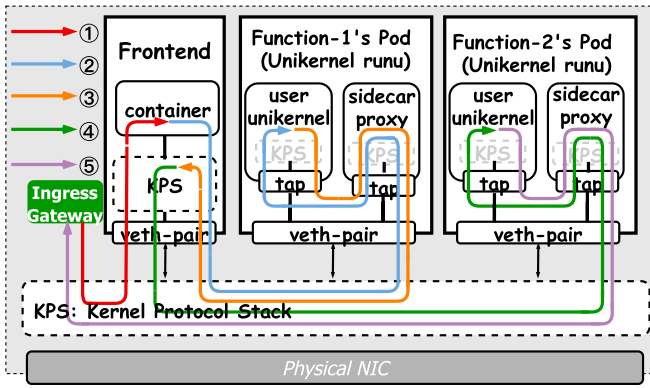 ①
②
③
④
⑤
Ingress
Gateway
Frontend
container
KPS
veth-pair
Function-1's Pod
(Unikernel runu)
user
unikernel
KPS
tap
sidecar
proxy
KPS
tap
veth-pair
Function-2's Pod
(Unikernel runu)
user
unikernel
KPS
tap
sidecar
proxy
KPS
tap
veth-pair
KPS: Kernel Protocol Stack
Physical NIC